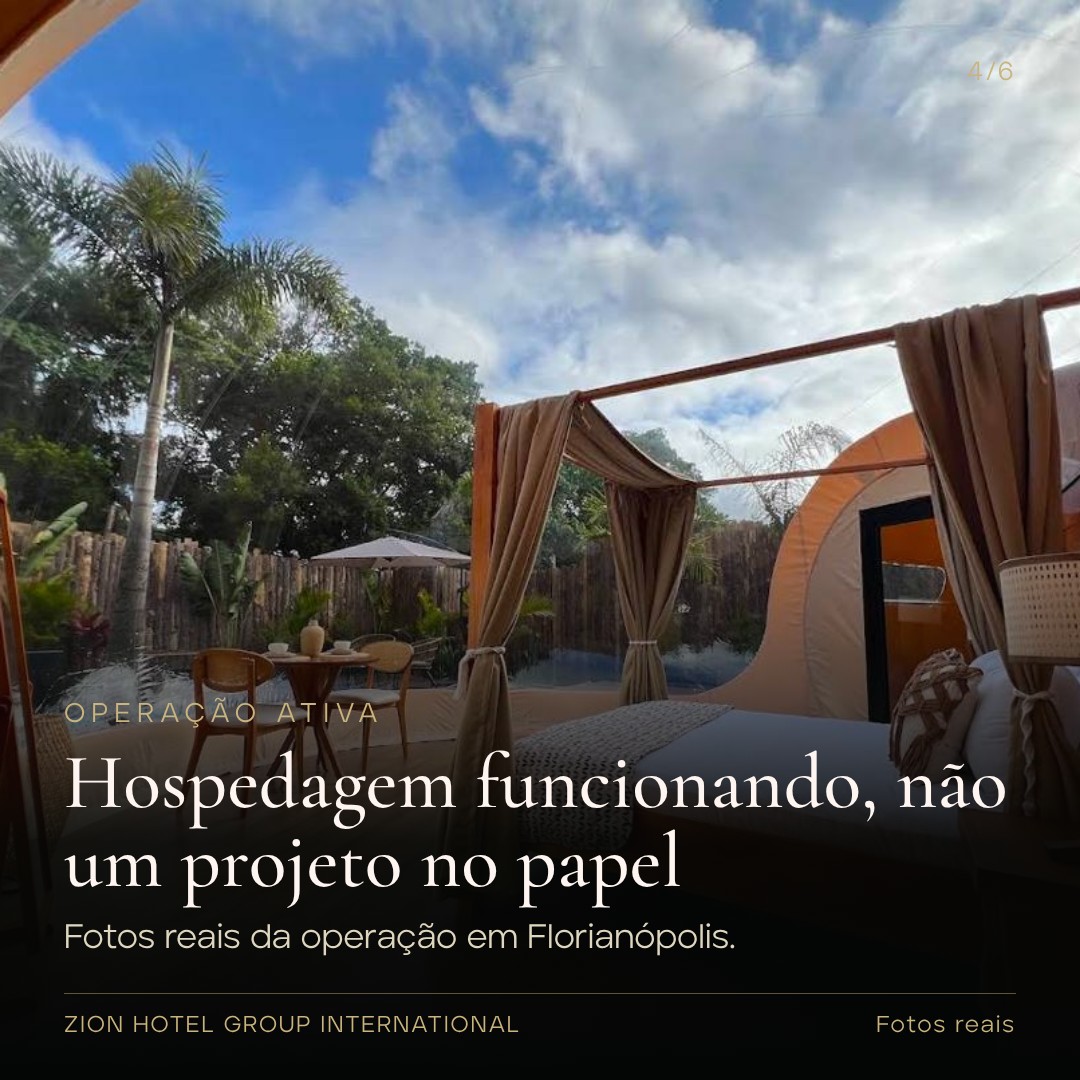 4/6
OPERAÇÃO ATIVA
Hospedagem funcionando, não
um projeto no papel
Fotos reais da operação em Florianópolis.
ZION HOTEL GROUP INTERNATIONAL
Fotos reais